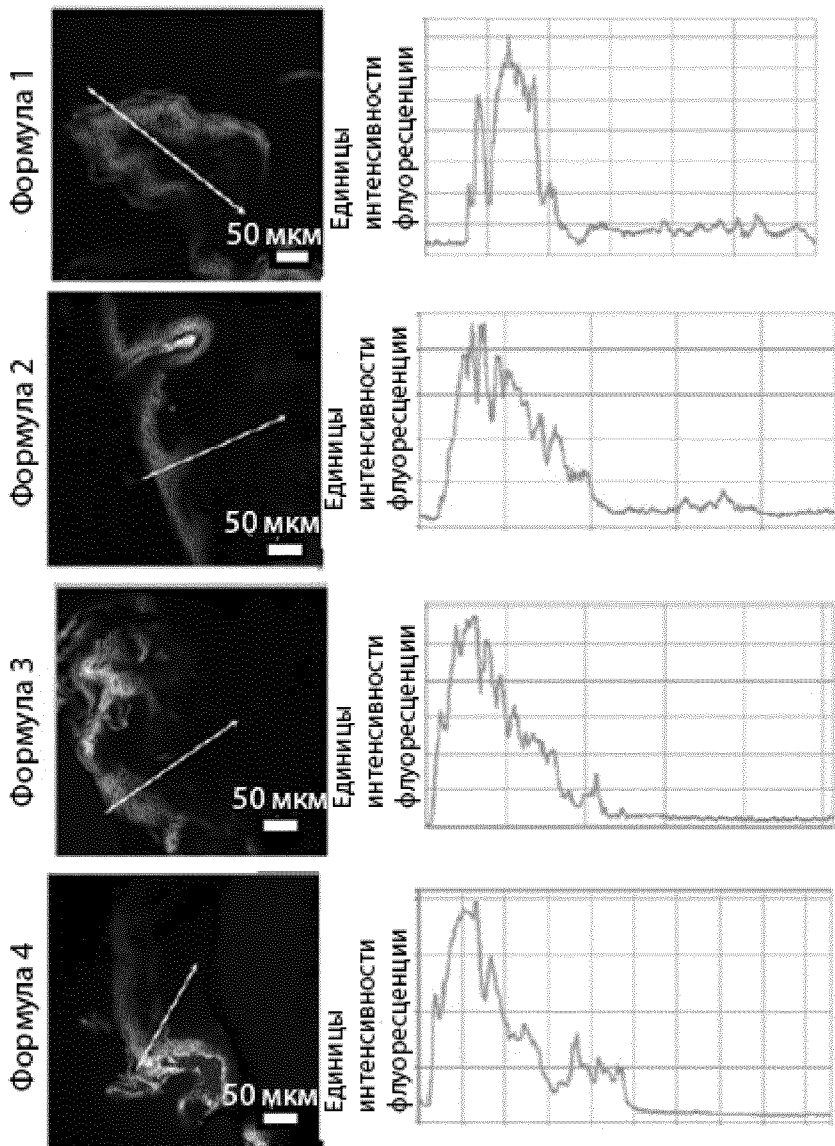 Формула 1
50 мкм
Единицы
интенсивности
флуоресценции
Формула 2
50 мкм
Единицы
интенсивности
флуоресценции
Формула 3
50 мкм
Единицы
интенсивности
флуоресценции
Формула 4
50 мкм
Единицы
интенсивности
флуоресценции